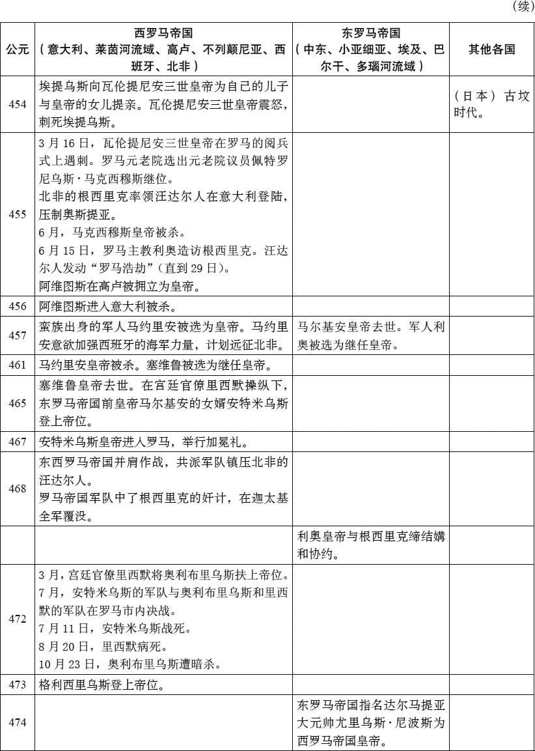 （续）
公元
西罗马帝国
（意大利、莱茵河流域、高卢、不列颠尼亚、西
班牙、北非）
东罗马帝国
（中东、小亚细亚、埃及、巴
尔干、多瑙河流域）
其他各国
454
埃提乌斯向瓦伦提尼安三世皇帝为自己的儿子
与皇帝的女儿提亲。瓦伦提尼安三世皇帝震怒，
刺死埃提乌斯。
（日本）古坟
时代。
455
3 月 16 日，瓦伦提尼安三世皇帝在罗马的阅兵
式上遇刺。罗马元老院选出元老院议员佩特罗
尼乌斯·马克西穆斯继位。
北非的根西里克率领汪达尔人在意大利登陆，
压制奥斯提亚。
6 月，马克西穆斯皇帝被杀。
6 月 15 日，罗马主教利奥造访根西里克。汪达
尔人发动“罗马浩劫”（直到 29 日）。
阿维图斯在高卢被拥立为皇帝。
456
阿维图斯进入意大利被杀。
457
蛮族出身的军人马约里安被选为皇帝。马约里
安意欲加强西班牙的海军力量，计划远征北非。
马尔基安皇帝去世。军人利
奥被选为继任皇帝。
461
马约里安皇帝被杀。塞维鲁被选为继任皇帝。
465
塞维鲁皇帝去世。在宫廷官僚里西默操纵下，
东罗马帝国前皇帝马尔基安的女婿安特米乌斯
登上帝位。
467
安特米乌斯皇帝进入罗马，举行加冕礼。
468
东西罗马帝国并肩作战，共派军队镇压北非的
汪达尔人。
罗马帝国军队中了根西里克的奸计，在迦太基
全军覆没。
利奥皇帝与根西里克缔结媾
和协约。
472
3 月，宫廷官僚里西默将奥利布里乌斯扶上帝位。
7 月，安特米乌斯的军队与奥利布里乌斯和里西
默的军队在罗马市内决战。
7 月 11 日，安特米乌斯战死。
8 月 20 日，里西默病死。
10 月 23 日，奥利布里乌斯遭暗杀。
473
格利西里乌斯登上帝位。
474
东罗马帝国指名达尔马提亚
大元帅尤里乌斯·尼波斯为
西罗马帝国皇帝。